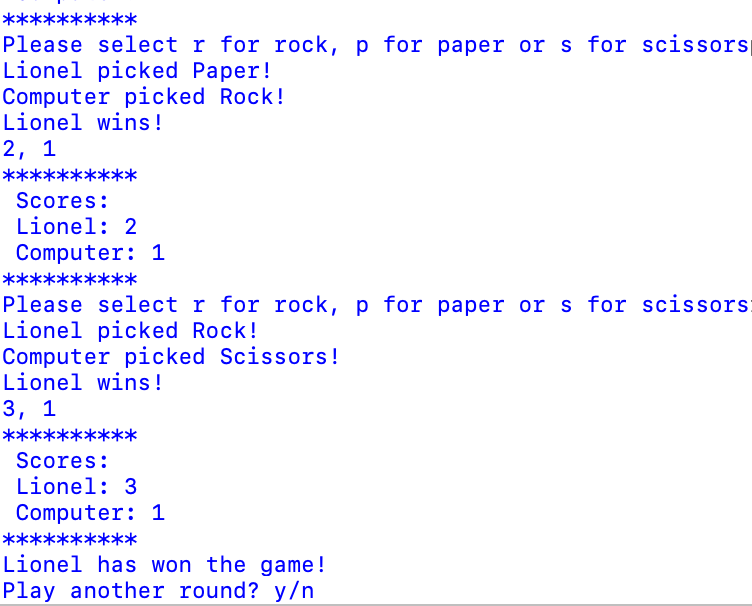 **********
Please select r for rock, p for paper or s for scissors
Lionel picked Paper!
Computer picked Rock!
Lionel wins!
2, 1
**********
 Scores:
 Lionel: 2
 Computer: 1
**********
Please select r for rock, p for paper or s for scissors
Lionel picked Rock!
Computer picked Scissors!
Lionel wins!
3, 1
**********
 Scores:
 Lionel: 3
 Computer: 1
**********
Lionel has won the game!
Play another round? y/n